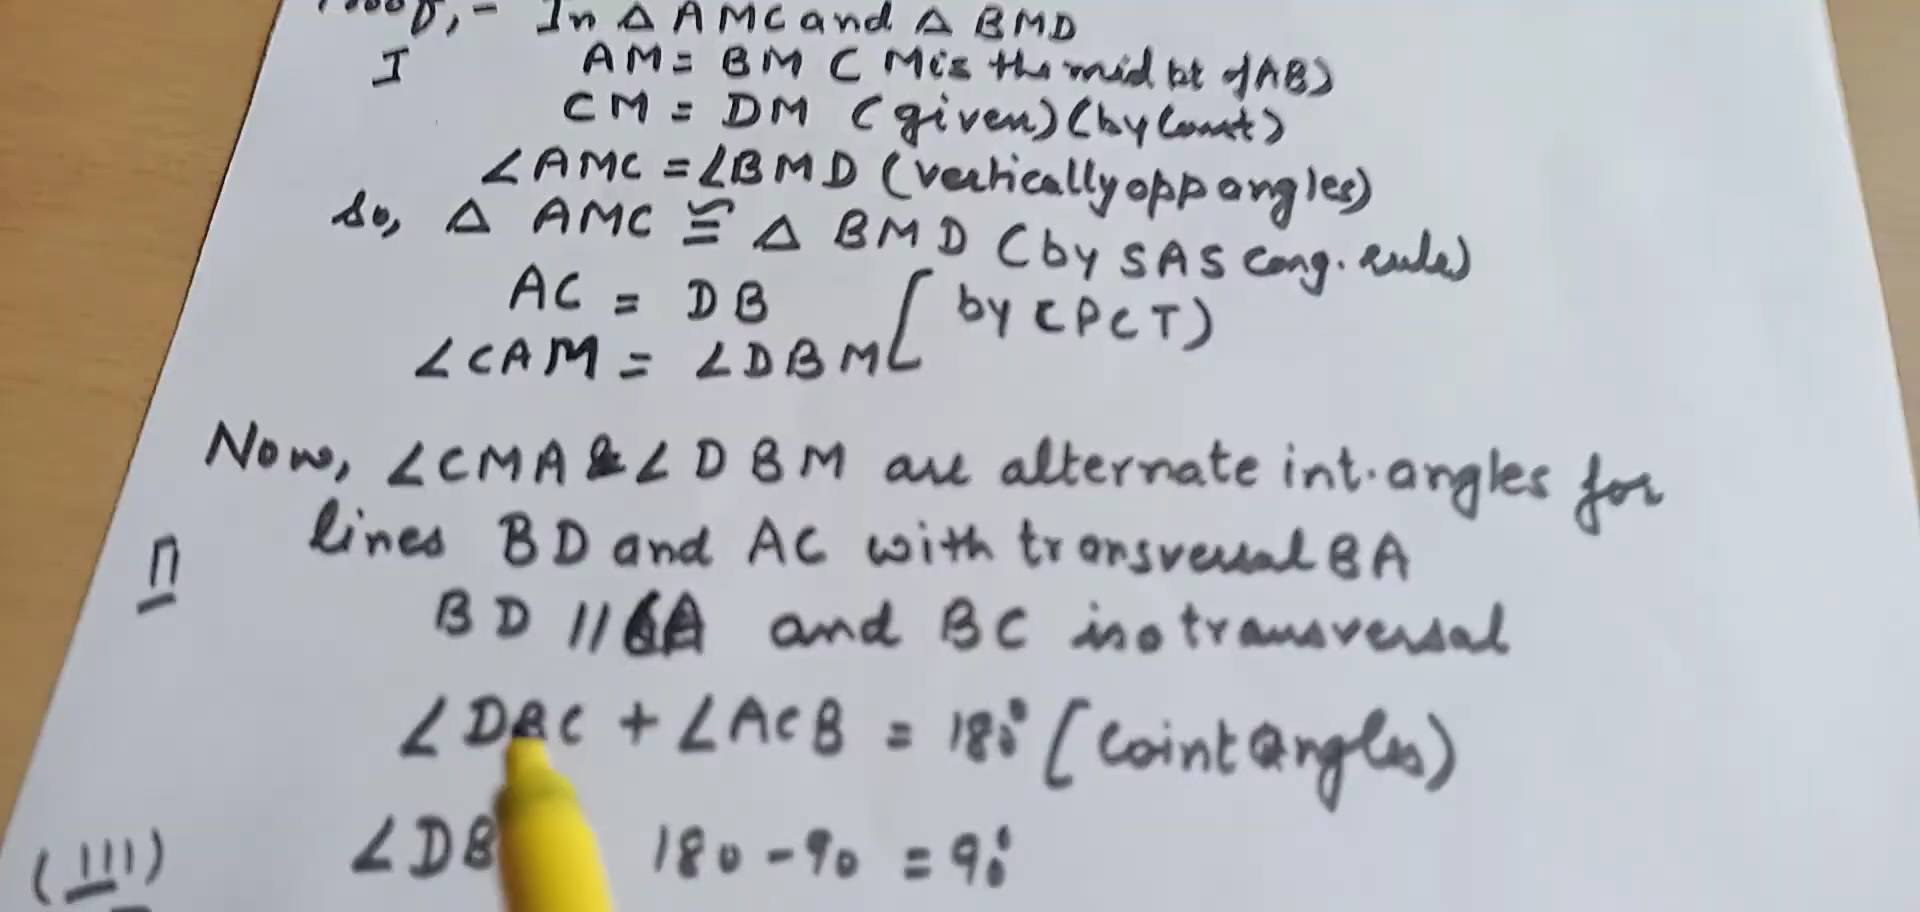 In △ AMC and △ BMD
I AM = BM ( M is the mid pt of AB)
CM = DM (given) (by Const)
∠AMC = ∠BMD (vertically opp angles)
So, △ AMC ≅ △ BMD (by SAS Cong. rule)
AC = DB
[ by CPCT)
∠CAM = ∠DBM
Now, ∠CMA & ∠DBM are alternate int. angles for
lines BD and AC with transversal BA
II
BD // CA and BC is a transversal
∠DBC + ∠ACB = 180° [ Coint angles)
(III) ∠DB 180 - 90 = 90°